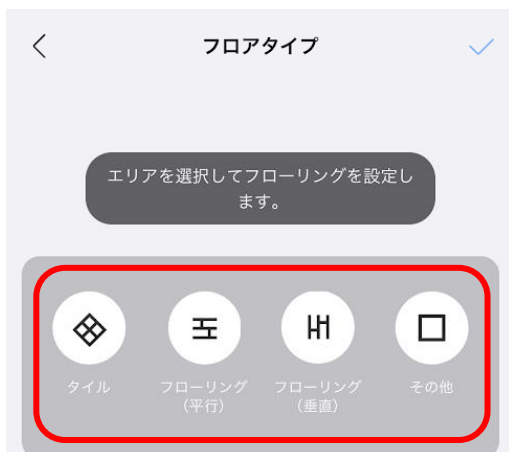 フロアタイプ
エリアを選択してフローリングを設定し
ます。
タイル
フローリング
（平行）
フローリング
（垂直）
その他